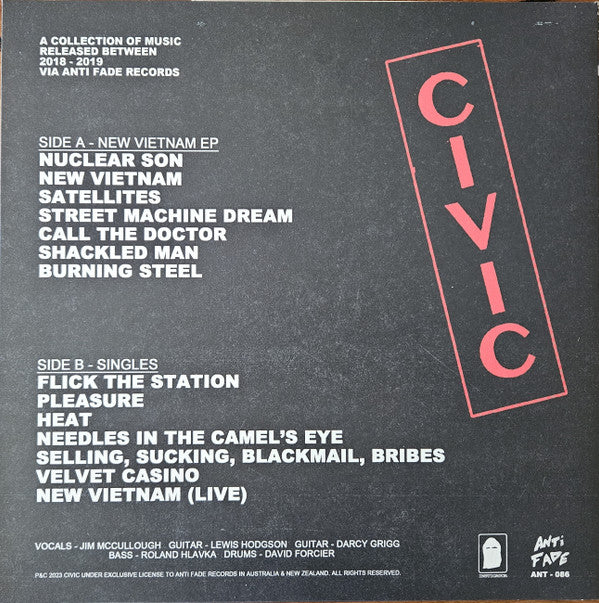 A COLLECTION OF MUSIC
RELEASED BETWEEN
2018 - 2019
VIA ANTI FADE RECORDS
CIVIC
SIDE A - NEW VIETNAM EP
NUCLEAR SON
NEW VIETNAM
SATELLITES
STREET MACHINE DREAM
CALL THE DOCTOR
SHACKLED MAN
BURNING STEEL
SIDE B - SINGLES
FLICK THE STATION
PLEASURE
HEAT
NEEDLES IN THE CAMEL'S EYE
SELLING, SUCKING, BLACKMAIL, BRIBES
VELVET CASINO
NEW VIETNAM (LIVE)
VOCALS - JIM MCCULLOUGH GUITAR - LEWIS HODGSON GUITAR - DARCY GRIGG
BASS - ROLAND HLAVKA DRUMS - DAVID FORCIER
ANTI
FADE
ANT - 086
P&C 2023 CIVIC UNDER EXCLUSIVE LICENSE TO ANTI FADE RECORDS IN AUSTRALIA & NEW ZEALAND. ALL RIGHTS RESERVED.